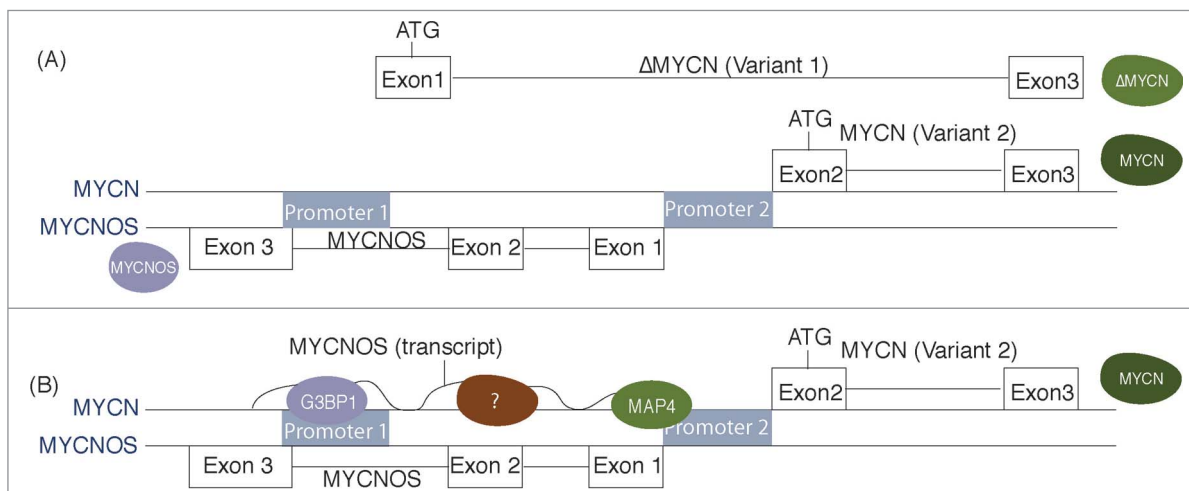 (A)
ATG
Exon1
ΔMYCN (Variant 1)
Exon3
ΔMYCN
ATG
MYCN (Variant 2)
Exon2
Exon3
MYCN
MYCN
Promoter 1
Promoter 2
MYCNOS
Exon 3
MYCNOS
Exon 2
Exon 1
MYCNOS
(B)
MYCNOS (transcript)
ATG
MYCN (Variant 2)
G3BP1
?
MAP4
Exon2
Exon3
MYCN
MYCN
Promoter 1
Promoter 2
MYCNOS
Exon 3
MYCNOS
Exon 2
Exon 1